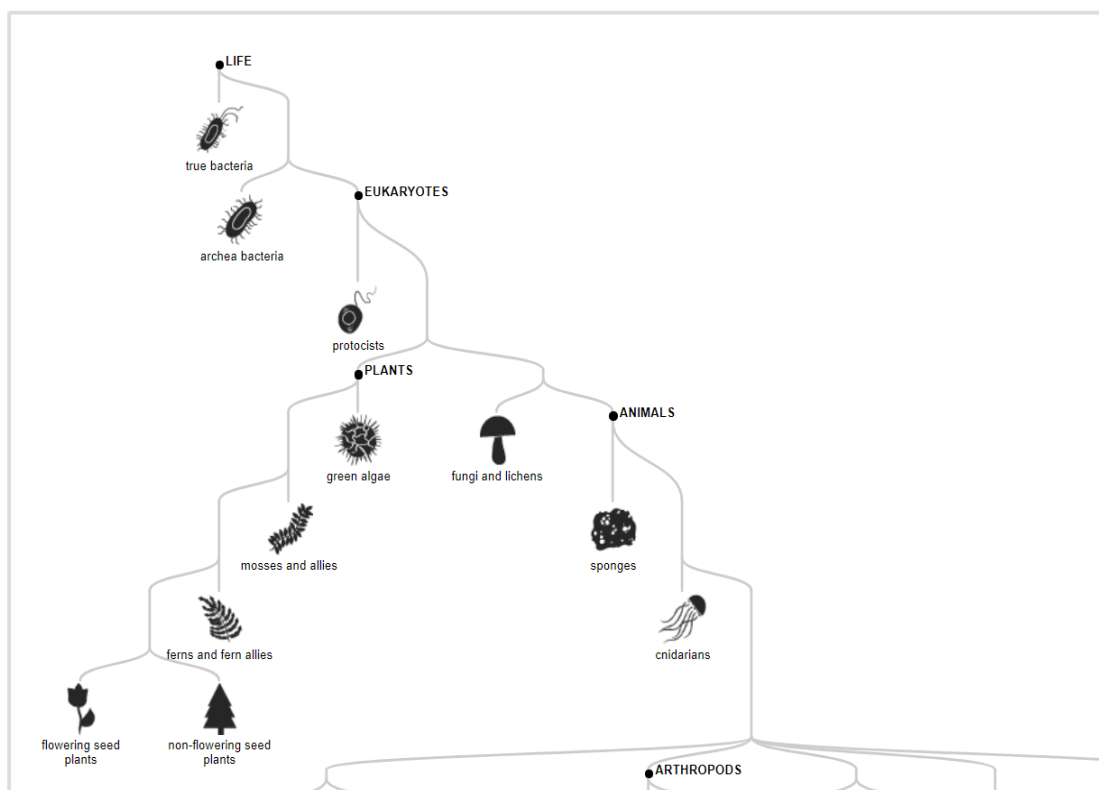 LIFE
true bacteria
EUKARYOTES
archea bacteria
protocists
PLANTS
ANIMALS
green algae
fungi and lichens
mosses and allies
sponges
ferns and fern allies
cnidarians
flowering seed
plants
non-flowering seed
plants
ARTHROPODS